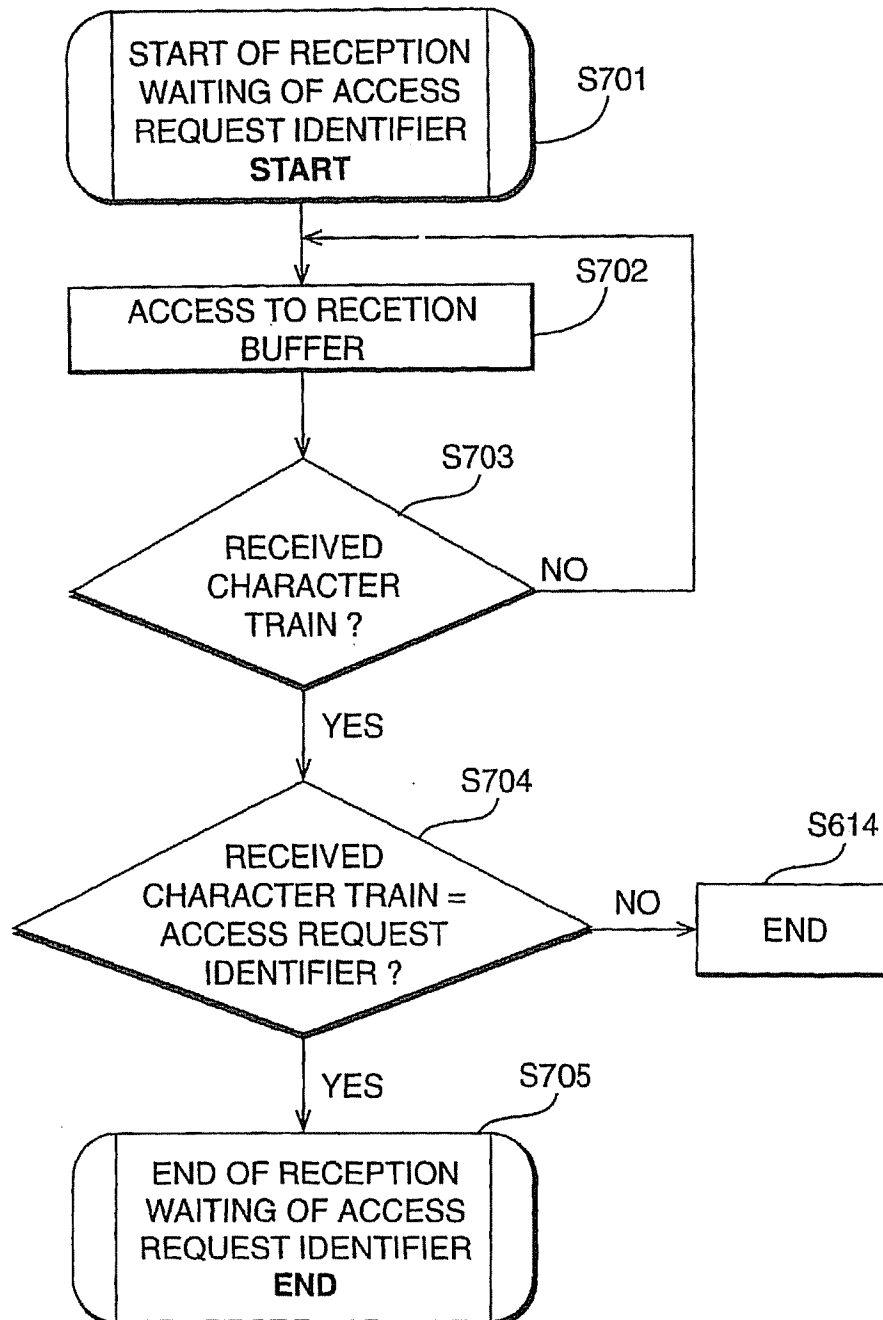 START OF RECEPTION
WAITING OF ACCESS
REQUEST IDENTIFIER
START
S701
S702
ACCESS TO RECETION
BUFFER
S703
RECEIVED
CHARACTER
TRAIN ?
NO
YES
S704
RECEIVED
CHARACTER TRAIN =
ACCESS REQUEST
IDENTIFIER ?
NO
S614
END
YES
S705
END OF RECEPTION
WAITING OF ACCESS
REQUEST IDENTIFIER
END